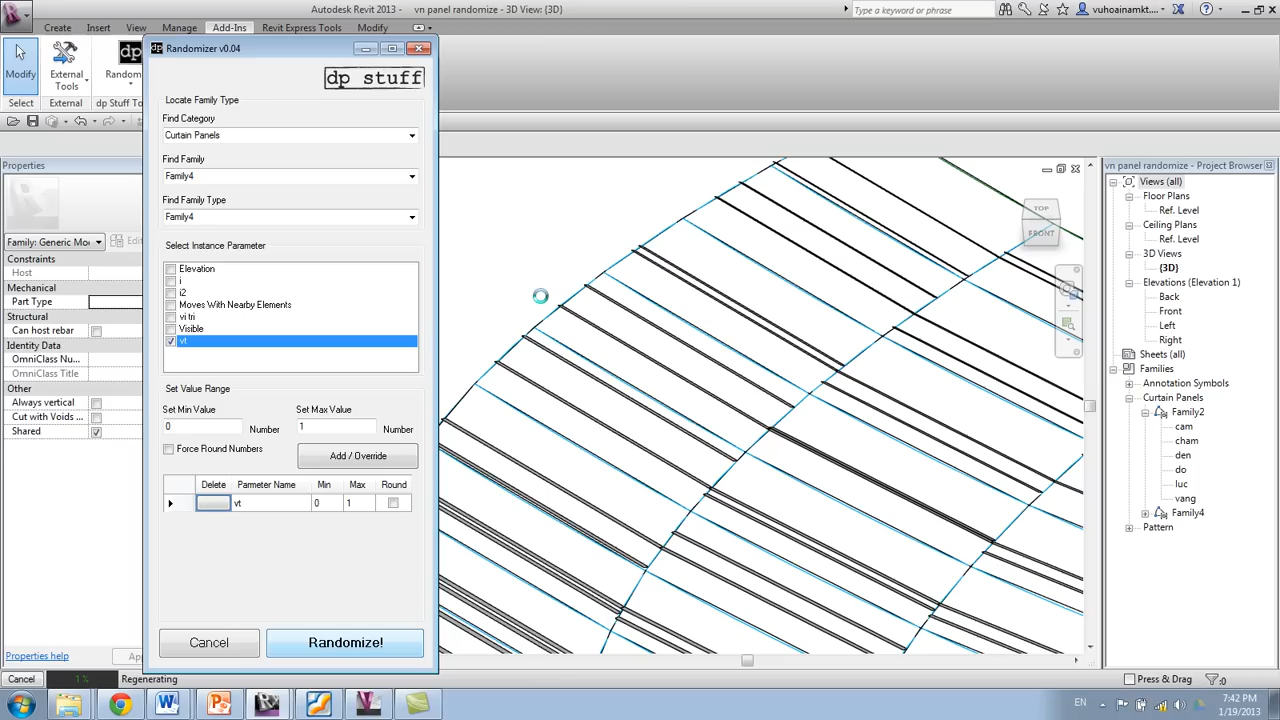 Autodesk Revit 2013 -    vn panel randomize - 3D View: {3D}
Type a keyword or phrase
vuhoainamkt....
Create
Insert
View
Manage
Add-Ins
Revit Express Tools
Modify
Modify
External
Tools
Random
Select
External
dp Stuff To
Properties
Family: Generic Mo
Edi
Constraints
Host
Mechanical
Part Type
Structural
Can host rebar
Identity Data
OmniClass Nu...
OmniClass Title
Other
Always vertical
Cut with Voids ...
Shared
Properties help
App
dp Randomizer v0.04
dp stuff
Locate Family Type
Find Category
Curtain Panels
Find Family
Family4
Find Family Type
Family4
Select Instance Parameter
Elevation
i
i2
Moves With Nearby Elements
vi tri
Visible
vt
Set Value Range
Set Min Value
Set Max Value
0
Number
1
Number
Force Round Numbers
Add / Override
Delete
Parmeter Name
Min
Max
Round
vt
0
1
Cancel
Randomize!
TOP
FRONT
vn panel randomize - Project Browser
Views (all)
Floor Plans
Ref. Level
Ceiling Plans
Ref. Level
3D Views
{3D}
Elevations (Elevation 1)
Back
Front
Left
Right
Sheets (all)
Families
Annotation Symbols
Curtain Panels
Family2
cam
cham
den
do
luc
vang
Family4
Pattern
Cancel
1 %
Regenerating
Press & Drag
:0
EN
7:42 PM
1/19/2013